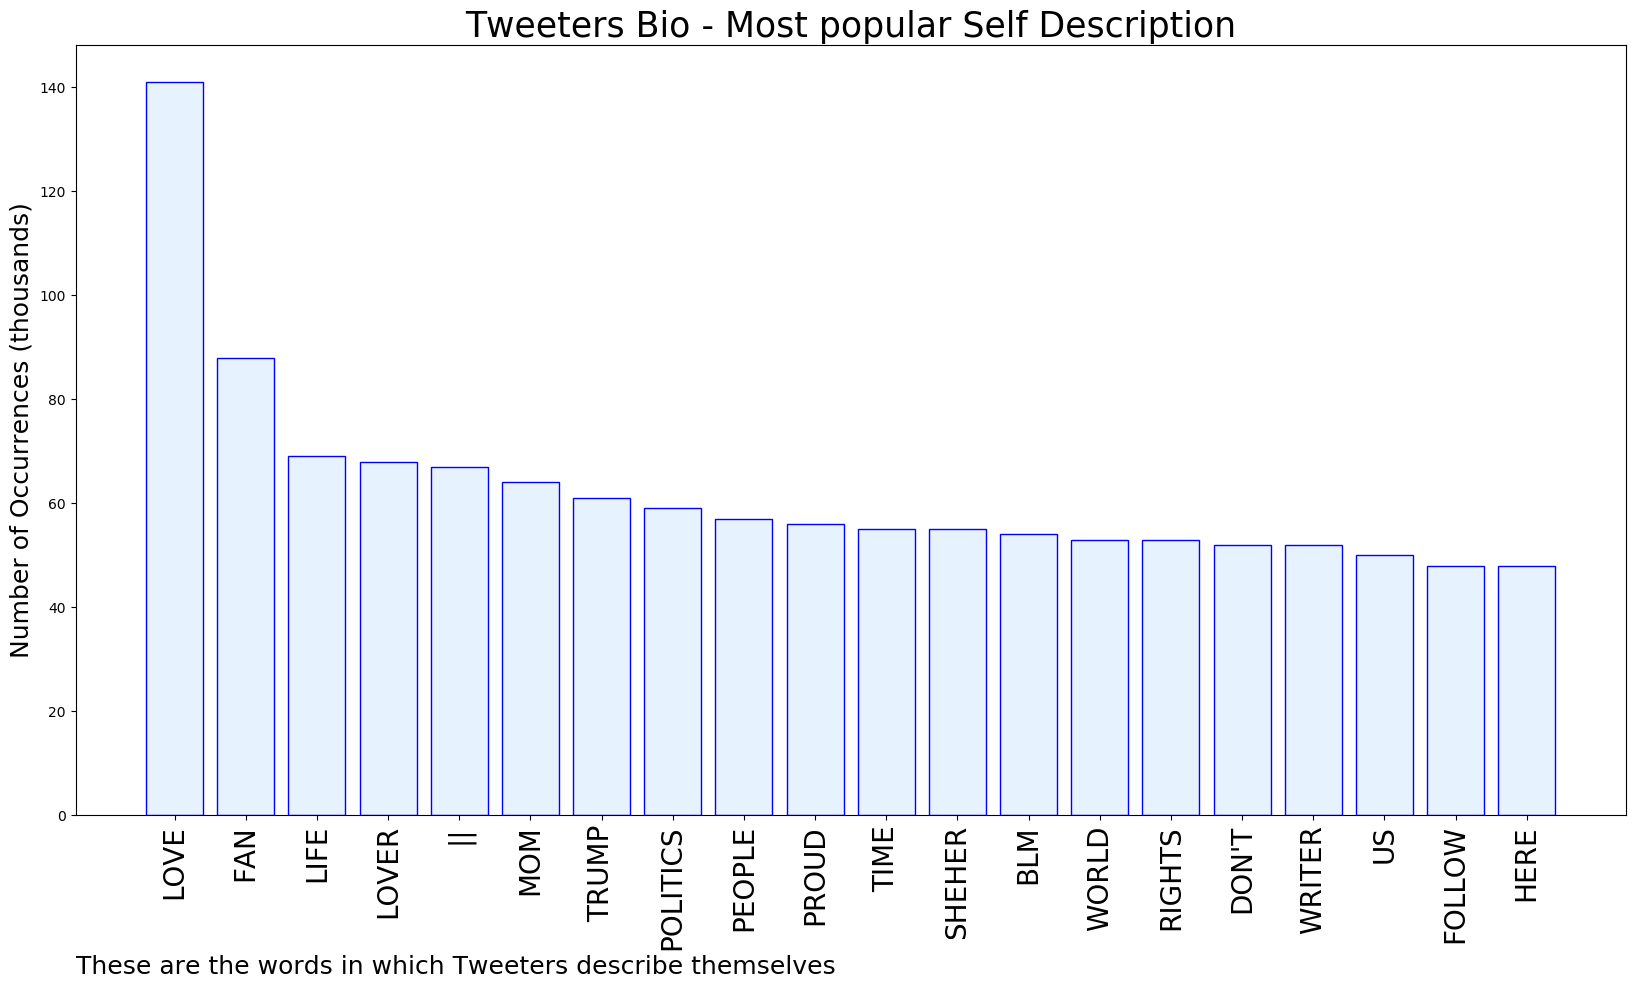 Tweeters Bio - Most popular Self Description
Number of Occurrences (thousands)
140
120
100
80
60
40
20
0
LOVE
FAN
LIFE
LOVER
||
MOM
TRUMP
POLITICS
PEOPLE
PROUD
TIME
SHEHER
BLM
WORLD
RIGHTS
DON'T
WRITER
US
FOLLOW
HERE
These are the words in which Tweeters describe themselves